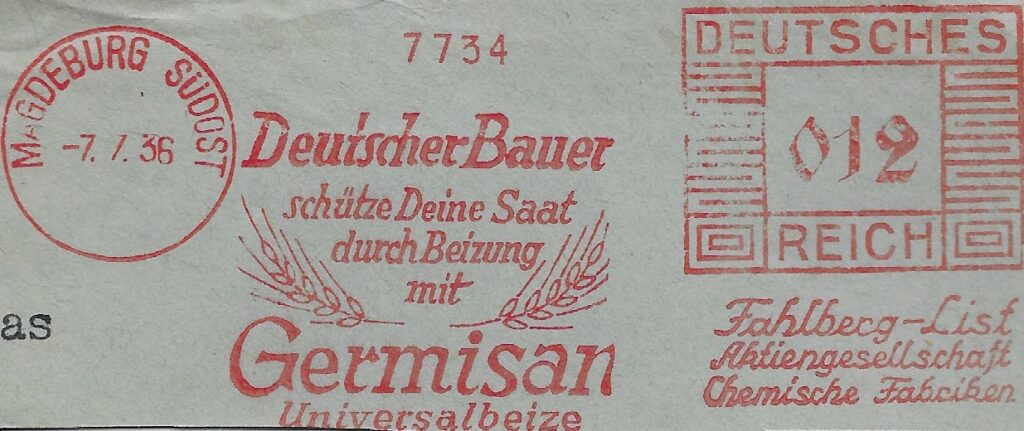 MAGDEBURG SÜDOST
-7.7.36
7734
Deutscher Bauer
schütze Deine Saat
durch Beizung
mit
Germisan
Universalbeize
DEUTSCHES
012
REICH
Fahlberg-List
Aktiengesellschaft
Chemische Fabriken
as